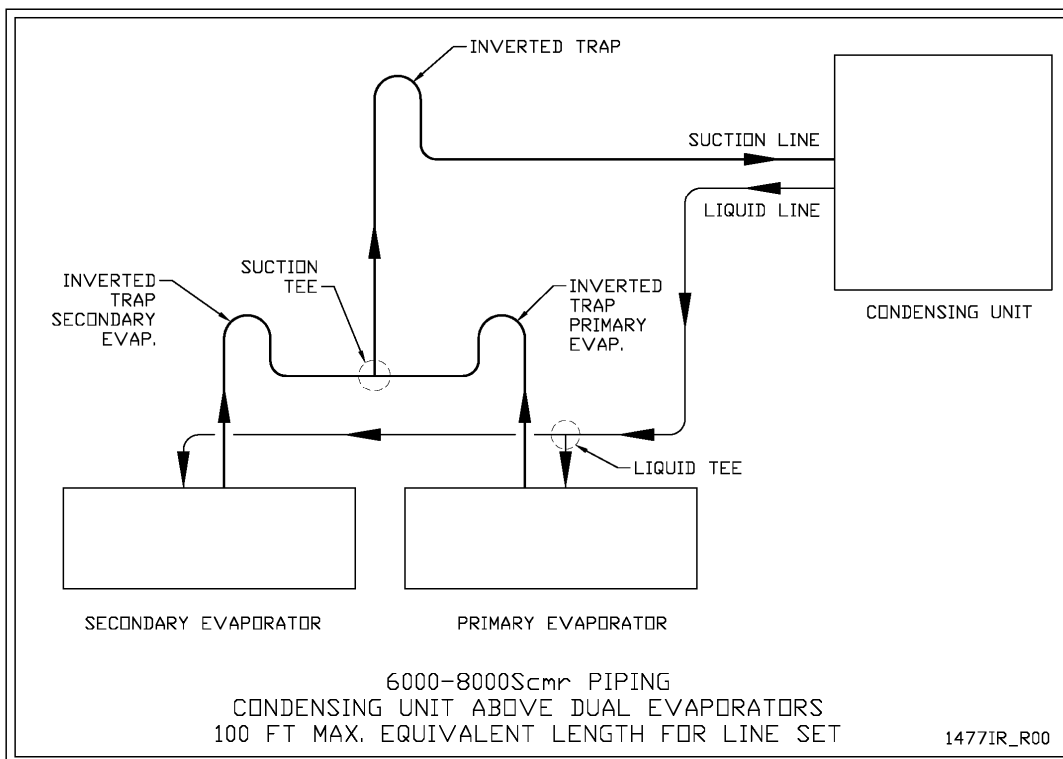 INVERTED TRAP
SUCTION LINE
LIQUID LINE
CONDENSING UNIT
SUCTION
TEE
INVERTED
TRAP
SECONDARY
EVAP.
INVERTED
TRAP
PRIMARY
EVAP.
LIQUID TEE
SECONDARY EVAPORATOR
PRIMARY EVAPORATOR
6000-8000Scmr PIPING
CONDENSING UNIT ABOVE DUAL EVAPORATORS
100 FT MAX. EQUIVALENT LENGTH FOR LINE SET
1477IR_R00